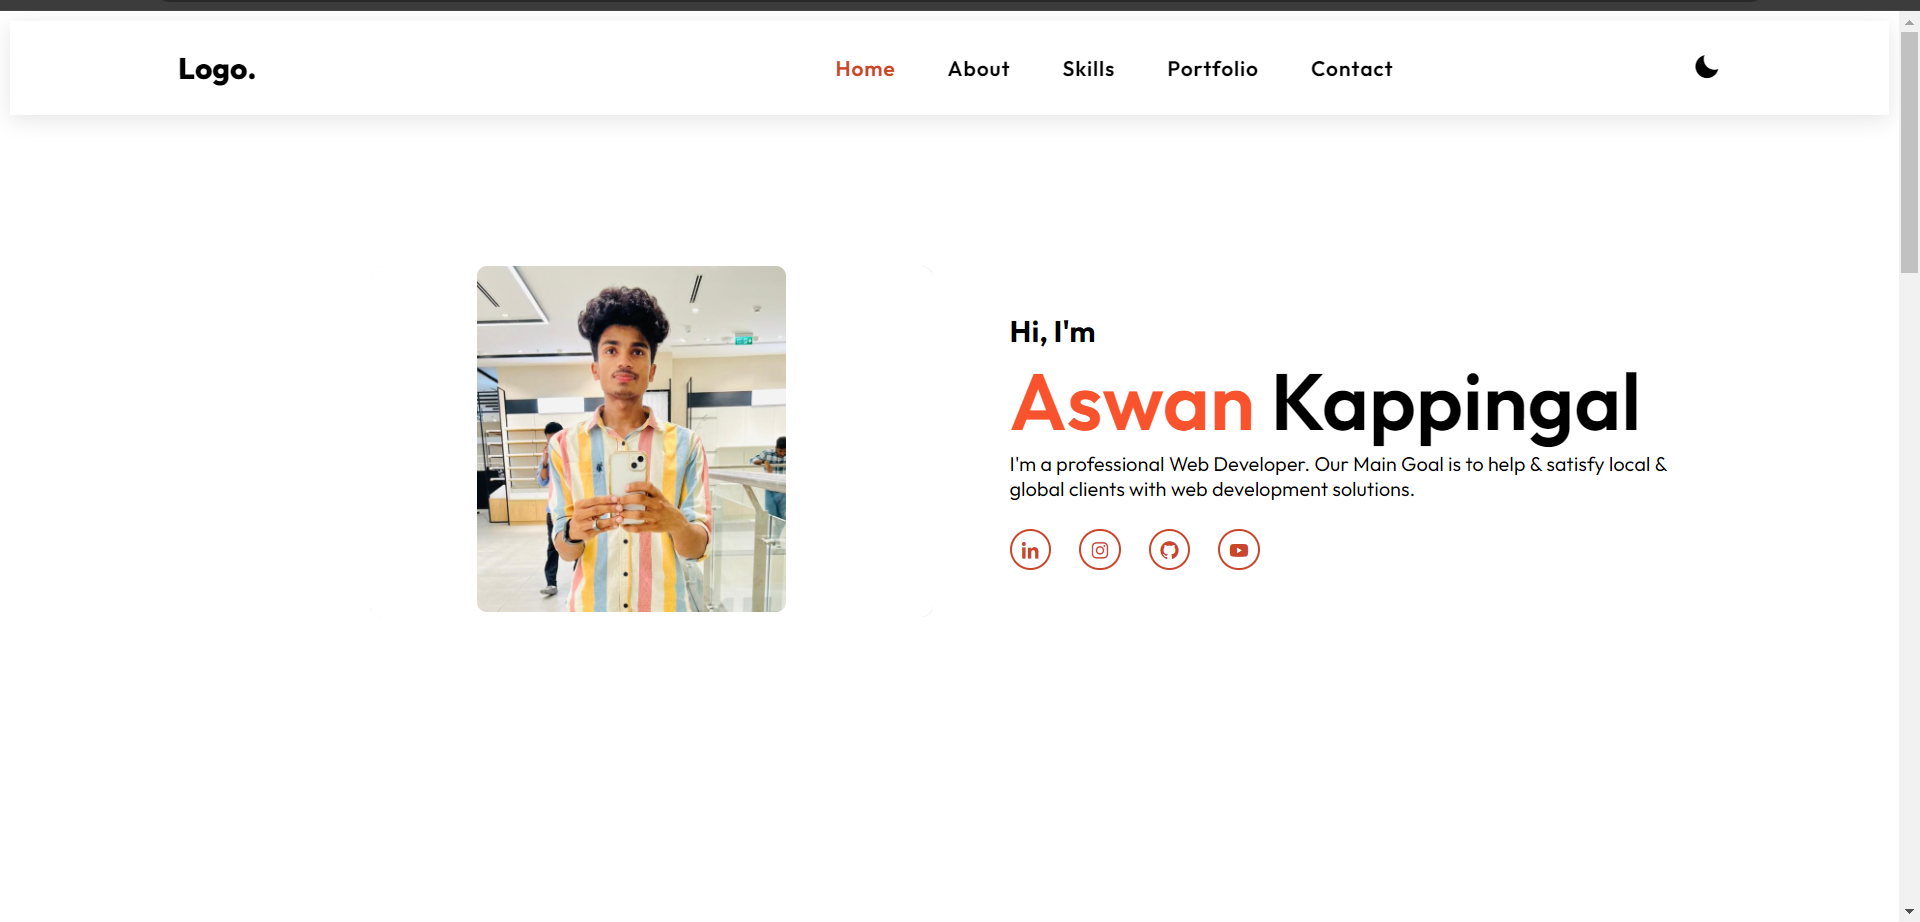 Logo.
Home About Skills Portfolio Contact
Hi, I'm
Aswan Kappingal
I'm a professional Web Developer. Our Main Goal is to help & satisfy local &
global clients with web development solutions.
in